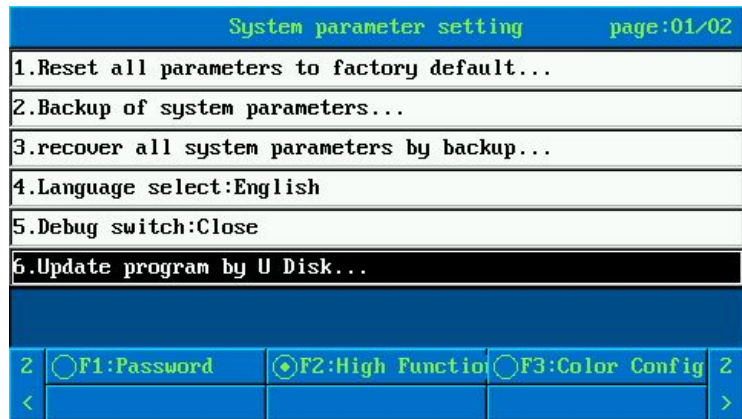 System parameter setting page:01/02
1.Reset all parameters to factory default...
2.Backup of system parameters...
3.recover all system parameters by backup...
4.Language select:English
5.Debug switch:Close
6.Update program by U Disk...
2 F1:Password F2:High Functio F3:Color Config 2
< >